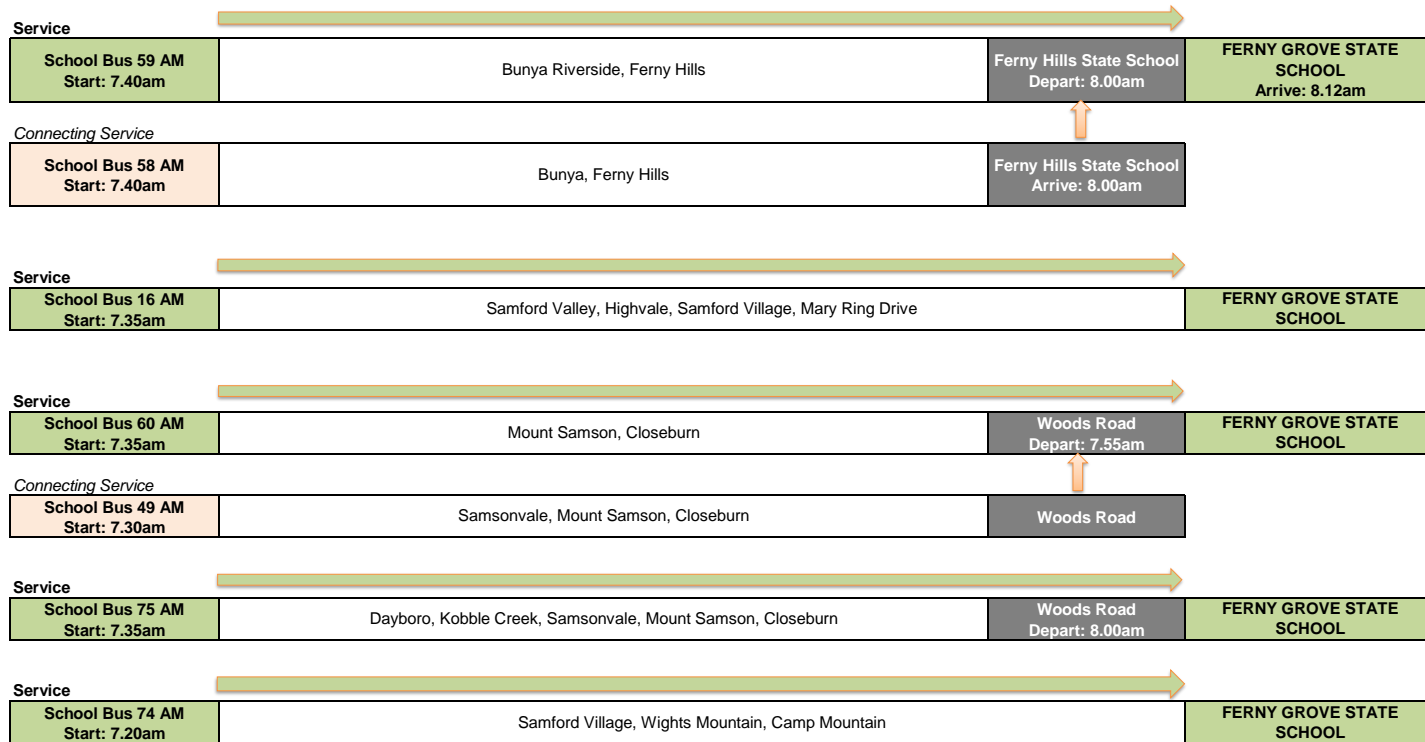 Service
School Bus 59 AM
Start: 7.40am
Bunya Riverside, Ferny Hills
Ferny Hills State School
Depart: 8.00am
FERNY GROVE STATE
SCHOOL
Arrive: 8.12am
Connecting Service
School Bus 58 AM
Start: 7.40am
Bunya, Ferny Hills
Ferny Hills State School
Arrive: 8.00am
Service
School Bus 16 AM
Start: 7.35am
Samford Valley, Highvale, Samford Village, Mary Ring Drive
FERNY GROVE STATE
SCHOOL
Service
School Bus 60 AM
Start: 7.35am
Mount Samson, Closeburn
Woods Road
Depart: 7.55am
FERNY GROVE STATE
SCHOOL
Connecting Service
School Bus 49 AM
Start: 7.30am
Samsonvale, Mount Samson, Closeburn
Woods Road
Service
School Bus 75 AM
Start: 7.35am
Dayboro, Kobble Creek, Samsonvale, Mount Samson, Closeburn
Woods Road
Depart: 8.00am
FERNY GROVE STATE
SCHOOL
Service
School Bus 74 AM
Start: 7.20am
Samford Village, Wights Mountain, Camp Mountain
FERNY GROVE STATE
SCHOOL